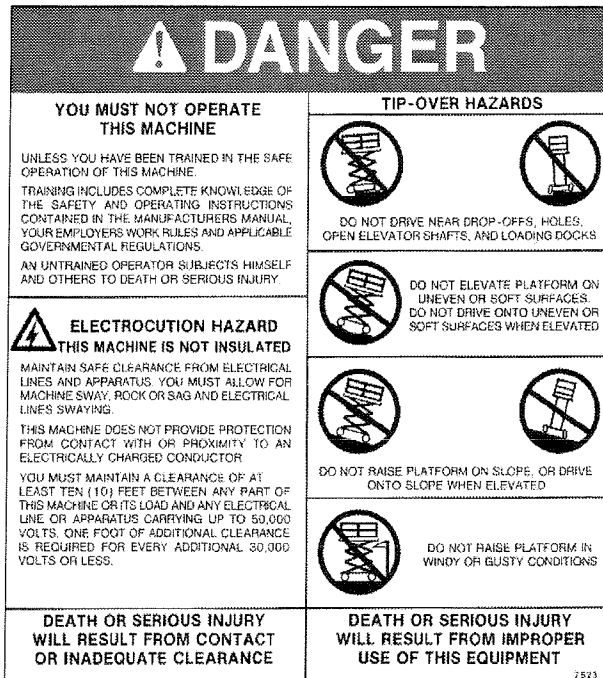 DANGER
YOU MUST NOT OPERATE
THIS MACHINE
UNLESS YOU HAVE BEEN TRAINED IN THE SAFE
OPERATION OF THIS MACHINE.
TRAINING INCLUDES COMPLETE KNOWLEDGE OF
THE SAFETY AND OPERATING INSTRUCTIONS
CONTAINED IN THE MANUFACTURERS MANUAL,
YOUR EMPLOYERS WORK RULES AND APPLICABLE
GOVERNMENTAL REGULATIONS.
AN UNTRAINED OPERATOR SUBJECTS HIMSELF
AND OTHERS TO DEATH OR SERIOUS INJURY.
ELECTROCUTION HAZARD
THIS MACHINE IS NOT INSULATED
MAINTAIN SAFE CLEARANCE FROM ELECTRICAL
LINES AND APPARATUS. YOU MUST ALLOW FOR
MACHINE SWAY, ROCK OR SAG AND ELECTRICAL
LINES SWAYING.
THIS MACHINE DOES NOT PROVIDE PROTECTION
FROM CONTACT WITH OR PROXIMITY TO AN
ELECTRICALLY CHARGED CONDUCTOR
YOU MUST MAINTAIN A CLEARANCE OF AT
LEAST TEN (10) FEET BETWEEN ANY PART OF
THIS MACHINE OR ITS LOAD AND ANY ELECTRICAL
LINE OR APPARATUS CARRYING UP TO 50,000
VOLTS. ONE FOOT OF ADDITIONAL CLEARANCE
IS REQUIRED FOR EVERY ADDITIONAL 30,000
VOLTS OR LESS.
DEATH OR SERIOUS INJURY
WILL RESULT FROM CONTACT
OR INADEQUATE CLEARANCE
TIP-OVER HAZARDS
DO NOT DRIVE NEAR DROP-OFFS, HOLES,
OPEN ELEVATOR SHAFTS, AND LOADING DOCKS
DO NOT ELEVATE PLATFORM ON
UNEVEN OR SOFT SURFACES.
DO NOT DRIVE ONTO UNEVEN OR
SOFT SURFACES WHEN ELEVATED
DO NOT RAISE PLATFORM ON SLOPE, OR DRIVE
ONTO SLOPE WHEN ELEVATED
DO NOT RAISE PLATFORM IN
WINDY OR GUSTY CONDITIONS
DEATH OR SERIOUS INJURY
WILL RESULT FROM IMPROPER
USE OF THIS EQUIPMENT
7523